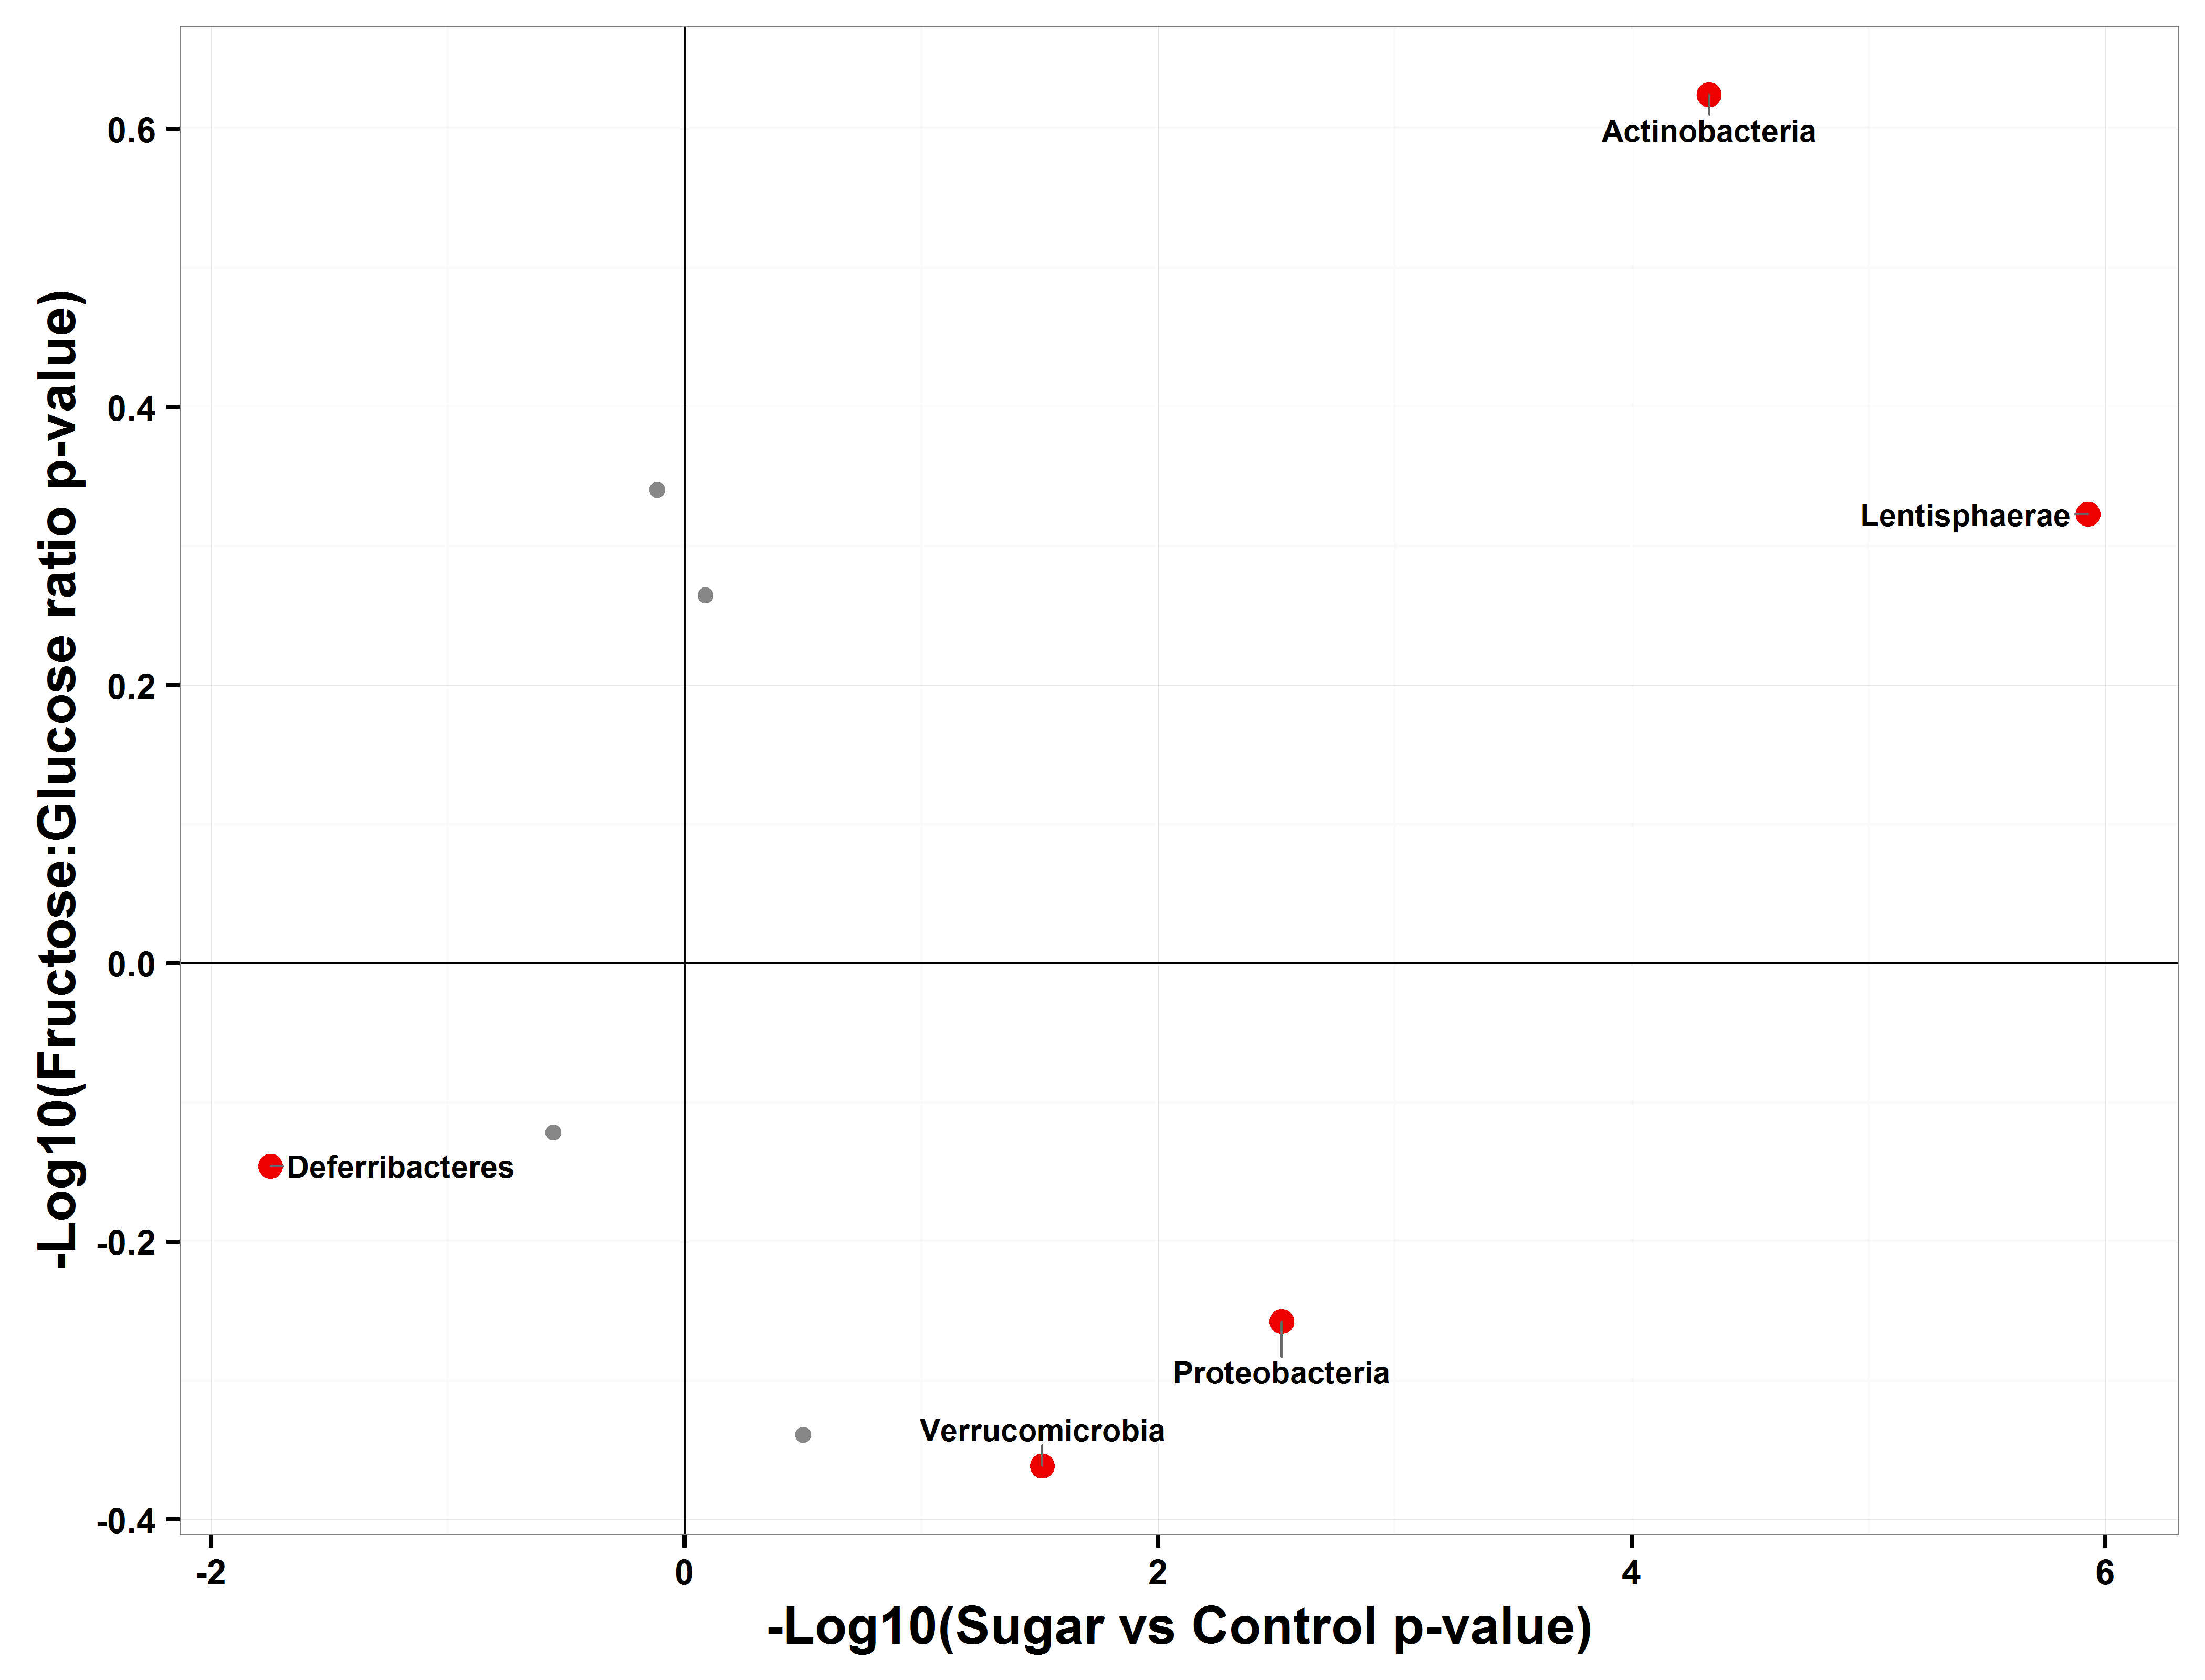 -Log10(Fructose:Glucose ratio p-value)
0.6
0.4
0.2
0.0
-0.2
-0.4
Actinobacteria
Lentisphaerae
Deferribacteres
Proteobacteria
Verrucomicrobia
-2 0 2 4 6
-Log10(Sugar vs Control p-value)